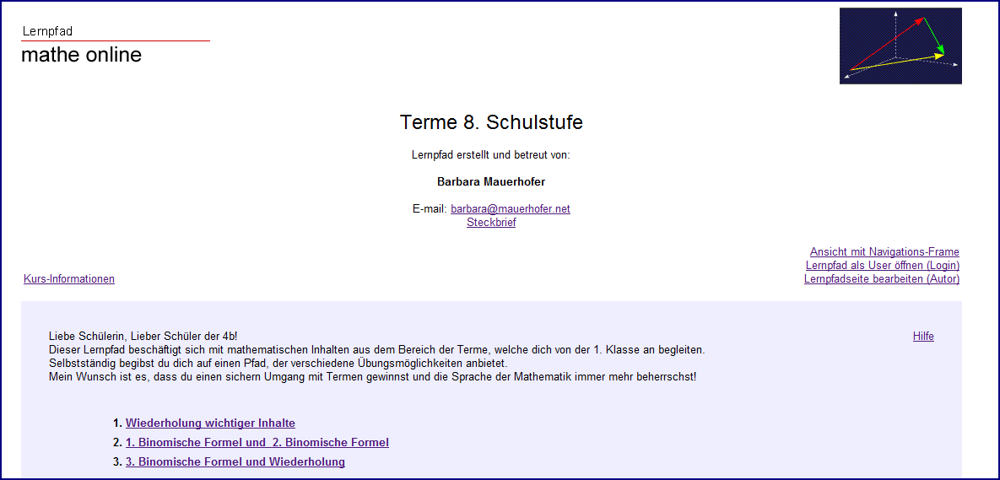 Lernpfad
mathe online
Terme 8. Schulstufe
Lernpfad erstellt und betreut von:
Barbara Mauerhofer
E-mail: barbara@mauerhofer.net
Steckbrief
Ansicht mit Navigations-Frame
Lernpfad als User öffnen (Login)
Kurs-Informationen
Lernpfadseite bearbeiten (Autor)
Liebe Schülerin, Lieber Schüler der 4b!
Hilfe
Dieser Lernpfad beschäftigt sich mit mathematischen Inhalten aus dem Bereich der Terme, welche dich von der 1. Klasse an begleiten.
Selbstständig begibst du dich auf einen Pfad, der verschiedene Übungsmöglichkeiten anbietet.
Mein Wunsch ist es, dass du einen sichern Umgang mit Termen gewinnst und die Sprache der Mathematik immer mehr beherrschst!
1. Wiederholung wichtiger Inhalte
2. 1. Binomische Formel und 2. Binomische Formel
3. 3. Binomische Formel und Wiederholung